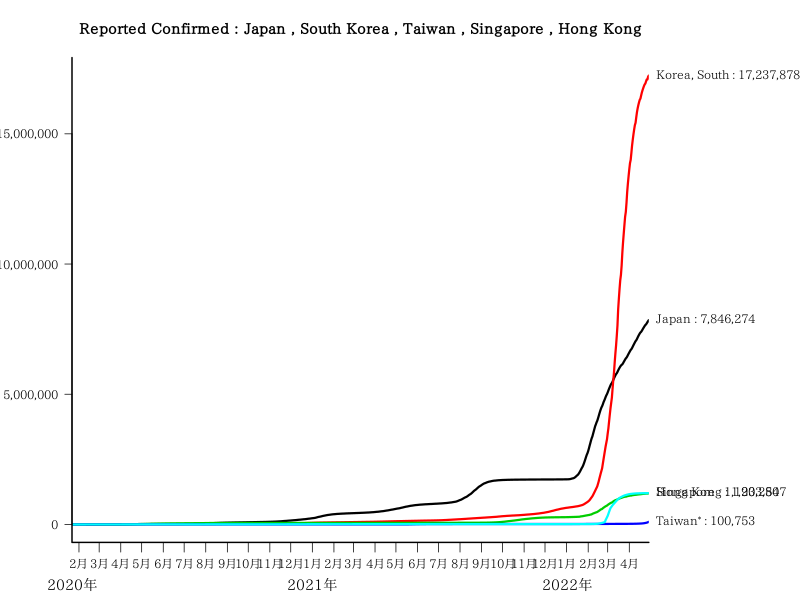 Reported Confirmed : Japan , South Korea , Taiwan , Singapore , Hong Kong
Korea, South : 17,237,878
15,000,000
10,000,000
Japan : 7,846,274
5,000,000
0
Taiwan* : 100,753
2月 3月 4月 5月 6月 7月 8月 9月 10月 11月 12月 1月 2月 3月 4月 5月 6月 7月 8月 9月 10月 11月 12月 1月 2月 3月 4月
2020年 2021年 2022年